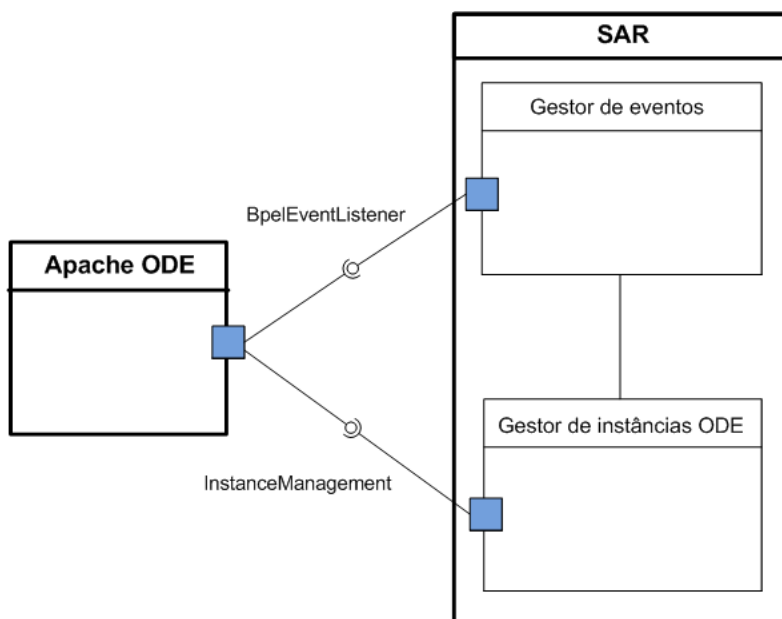 SAR
Gestor de eventos
BpelEventListener
Apache ODE
Gestor de instâncias ODE
InstanceManagement